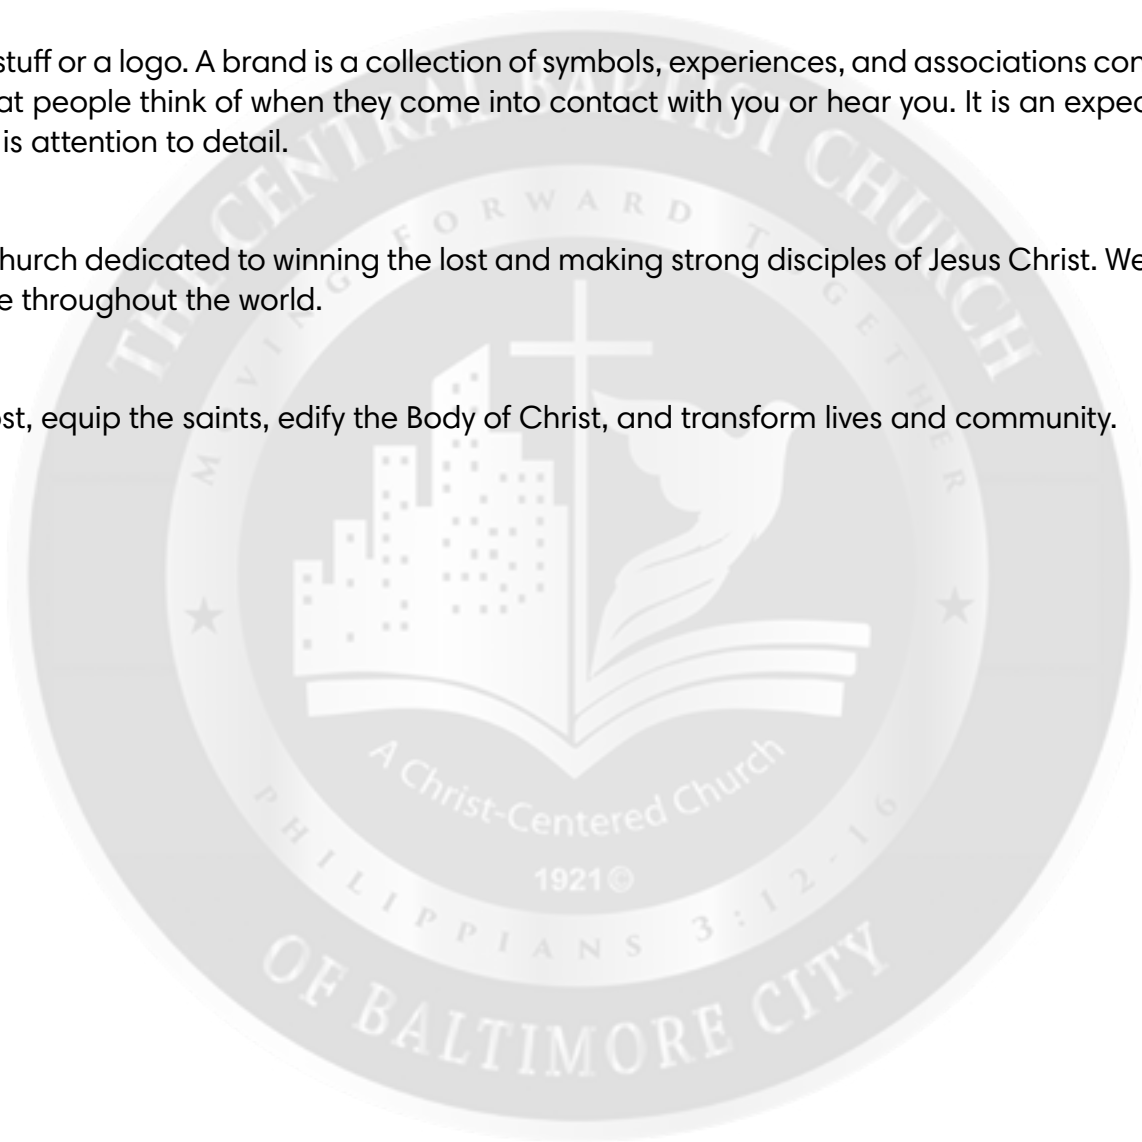 stuff or a logo. A brand is a collection of symbols, experiences, and associations con
at people think of when they come into contact with you or hear you. It is an expec
is attention to detail.
hurch dedicated to winning the lost and making strong disciples of Jesus Christ. We
e throughout the world.
ost, equip the saints, edify the Body of Christ, and transform lives and community.
THE CENTRAL BAPTIST CHURCH
MOVING FORWARD TOGETHER
A Christ-Centered Church
1921©
PHILIPPIANS 3:12-16
OF BALTIMORE CITY